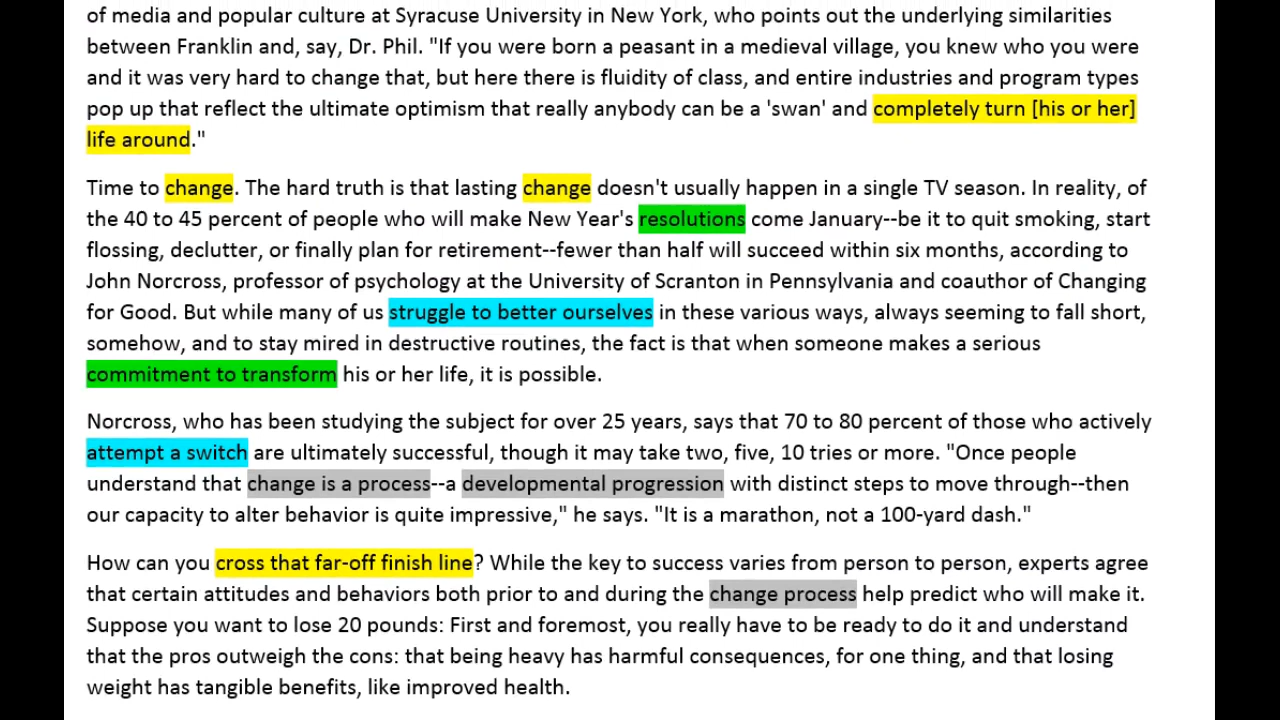 of media and popular culture at Syracuse University in New York, who points out the underlying similarities
between Franklin and, say, Dr. Phil. "If you were born a peasant in a medieval village, you knew who you were
and it was very hard to change that, but here there is fluidity of class, and entire industries and program types
pop up that reflect the ultimate optimism that really anybody can be a 'swan' and completely turn [his or her]
life around."
Time to change. The hard truth is that lasting change doesn't usually happen in a single TV season. In reality, of
the 40 to 45 percent of people who will make New Year's resolutions come January--be it to quit smoking, start
flossing, declutter, or finally plan for retirement--fewer than half will succeed within six months, according to
John Norcross, professor of psychology at the University of Scranton in Pennsylvania and coauthor of Changing
for Good. But while many of us struggle to better ourselves in these various ways, always seeming to fall short,
somehow, and to stay mired in destructive routines, the fact is that when someone makes a serious
commitment to transform his or her life, it is possible.
Norcross, who has been studying the subject for over 25 years, says that 70 to 80 percent of those who actively
attempt a switch are ultimately successful, though it may take two, five, 10 tries or more. "Once people
understand that change is a process--a developmental progression with distinct steps to move through--then
our capacity to alter behavior is quite impressive," he says. "It is a marathon, not a 100-yard dash."
How can you cross that far-off finish line? While the key to success varies from person to person, experts agree
that certain attitudes and behaviors both prior to and during the change process help predict who will make it.
Suppose you want to lose 20 pounds: First and foremost, you really have to be ready to do it and understand
that the pros outweigh the cons: that being heavy has harmful consequences, for one thing, and that losing
weight has tangible benefits, like improved health.